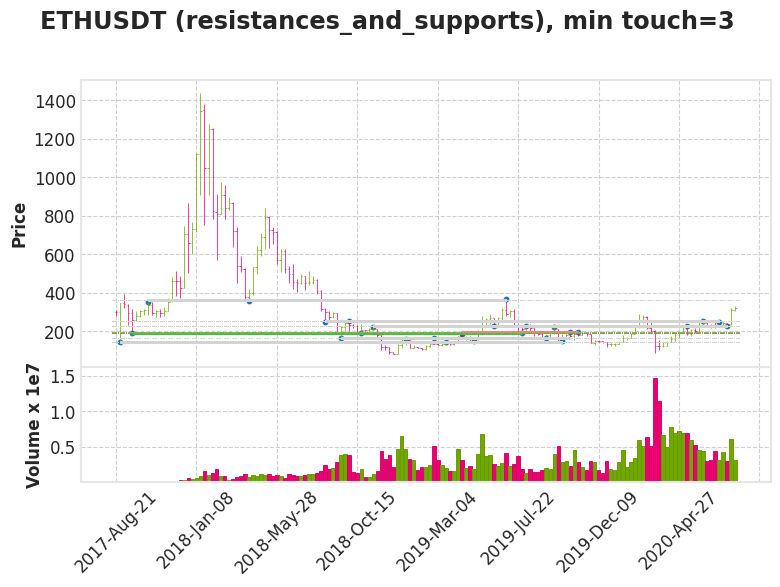 ETHUSDT (resistances_and_supports), min touch=3
Price
1400
1200
1000
800
600
400
200
Volume x 1e7
1.5
1.0
0.5
2017-Aug-21
2018-Jan-08
2018-May-28
2018-Oct-15
2019-Mar-04
2019-Jul-22
2019-Dec-09
2020-Apr-27